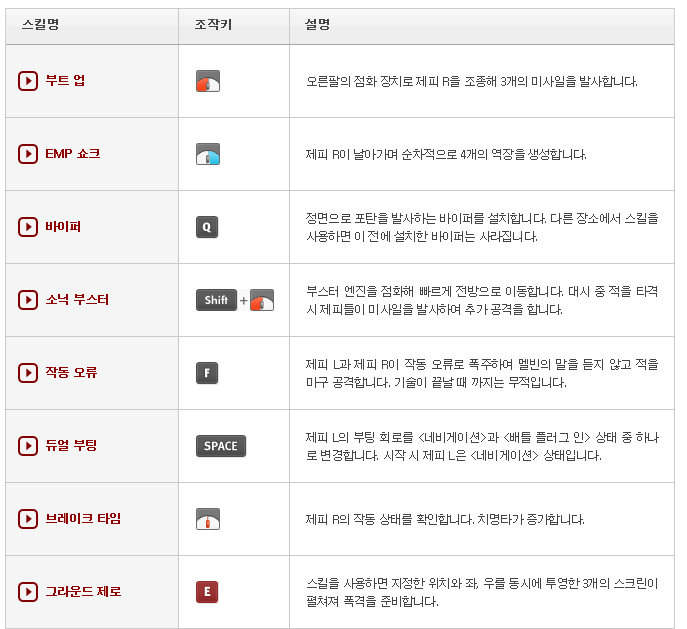 스킬명 조작키 설명
부트 업 오른팔의 점화 장치로 제피 R을 조종해 3개의 미사일을 발사합니다.
EMP 쇼크 제피 R이 날아가며 순차적으로 4개의 역장을 생성합니다.
바이퍼 Q 정면으로 포탄을 발사하는 바이퍼를 설치합니다. 다른 장소에서 스킬을
사용하면 이 전에 설치한 바이퍼는 사라집니다.
소닉 부스터 Shift + 부스터 엔진을 점화해 빠르게 전방으로 이동합니다. 대시 중 적을 타격
시 제피들이 미사일을 발사하여 추가 공격을 합니다.
작동 오류 F 제피 L과 제피 R이 작동 오류로 폭주하여 멜빈의 말을 듣지 않고 적을
마구 공격합니다. 기술이 끝날 때 까지는 무적입니다.
듀얼 부팅 SPACE 제피 L의 부팅 회로를 <네비게이션>과 <배틀 플러그 인> 상태 중 하나
로 변경합니다. 시작 시 제피 L은 <네비게이션> 상태입니다.
브레이크 타임 제피 R의 작동 상태를 확인합니다. 치명타가 증가합니다.
그라운드 제로 E 스킬을 사용하면 지정한 위치와 좌, 우를 동시에 투영한 3개의 스크린이
펼쳐져 폭격을 준비합니다.